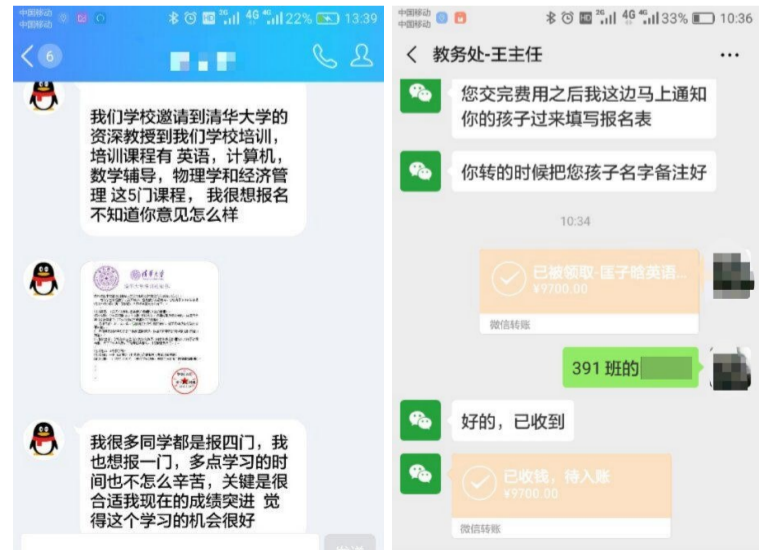 中国移动
中国移动
HD 2G 4G 4G 22% 13:39
6
我们学校邀请到清华大学的
资深教授到我们学校培训，
培训课程有 英语，计算机，
数学辅导，物理学和经济管
理 这5门课程， 我很想报名
不知道你意见怎么样
清华大学
我很多同学都是报四门，我
也想报一门，多点学习的时
间也不怎么辛苦，关键是很
合适我现在的成绩突进 觉
得这个学习的机会很好
中国移动
中国移动
HD 2G 4G 4G 33% 10:36
教务处-王主任
您交完费用之后我这边马上通知
你的孩子过来填写报名表
你转的时候把您孩子名字备注好
10:34
已被领取-匡子晗英语...
¥9700.00
微信转账
391 班的
好的，已收到
已收钱，待入账
¥9700.00
微信转账